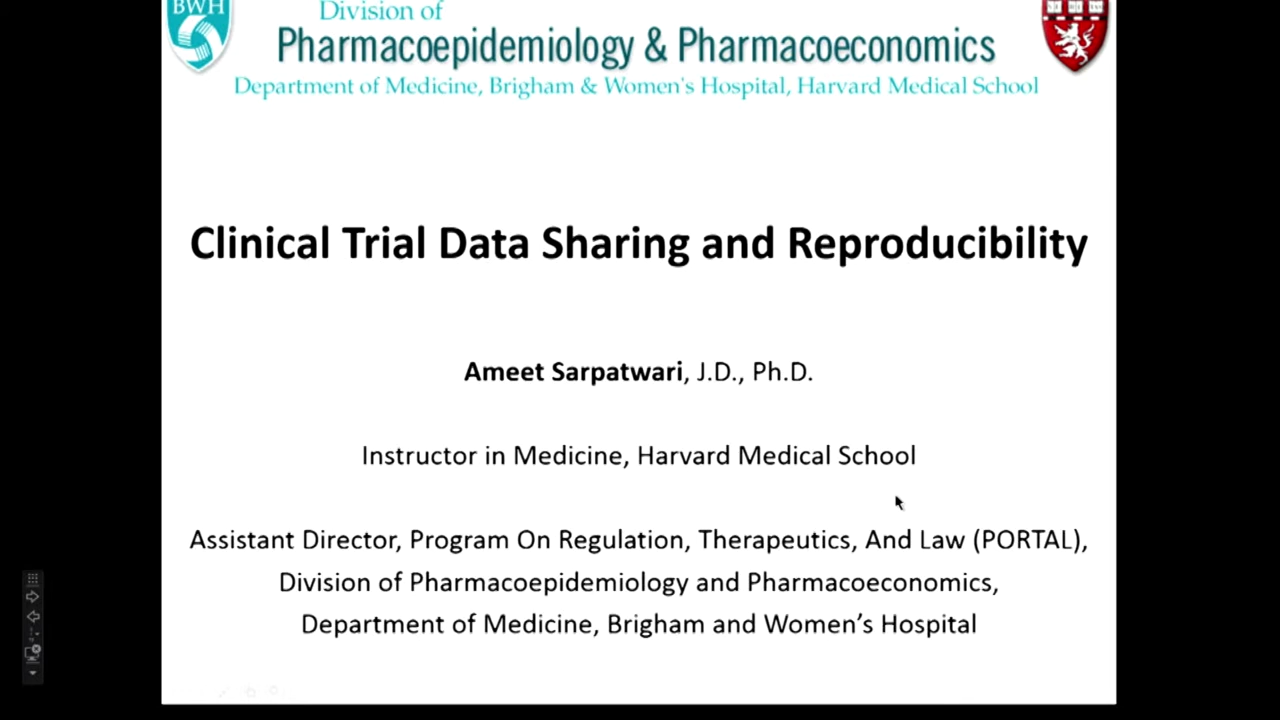 BWH
Division of
Pharmacoepidemiology & Pharmacoeconomics
Department of Medicine, Brigham & Women's Hospital, Harvard Medical School
Clinical Trial Data Sharing and Reproducibility
Ameet Sarpatwari, J.D., Ph.D.
Instructor in Medicine, Harvard Medical School
Assistant Director, Program On Regulation, Therapeutics, And Law (PORTAL),
Division of Pharmacoepidemiology and Pharmacoeconomics,
Department of Medicine, Brigham and Women’s Hospital